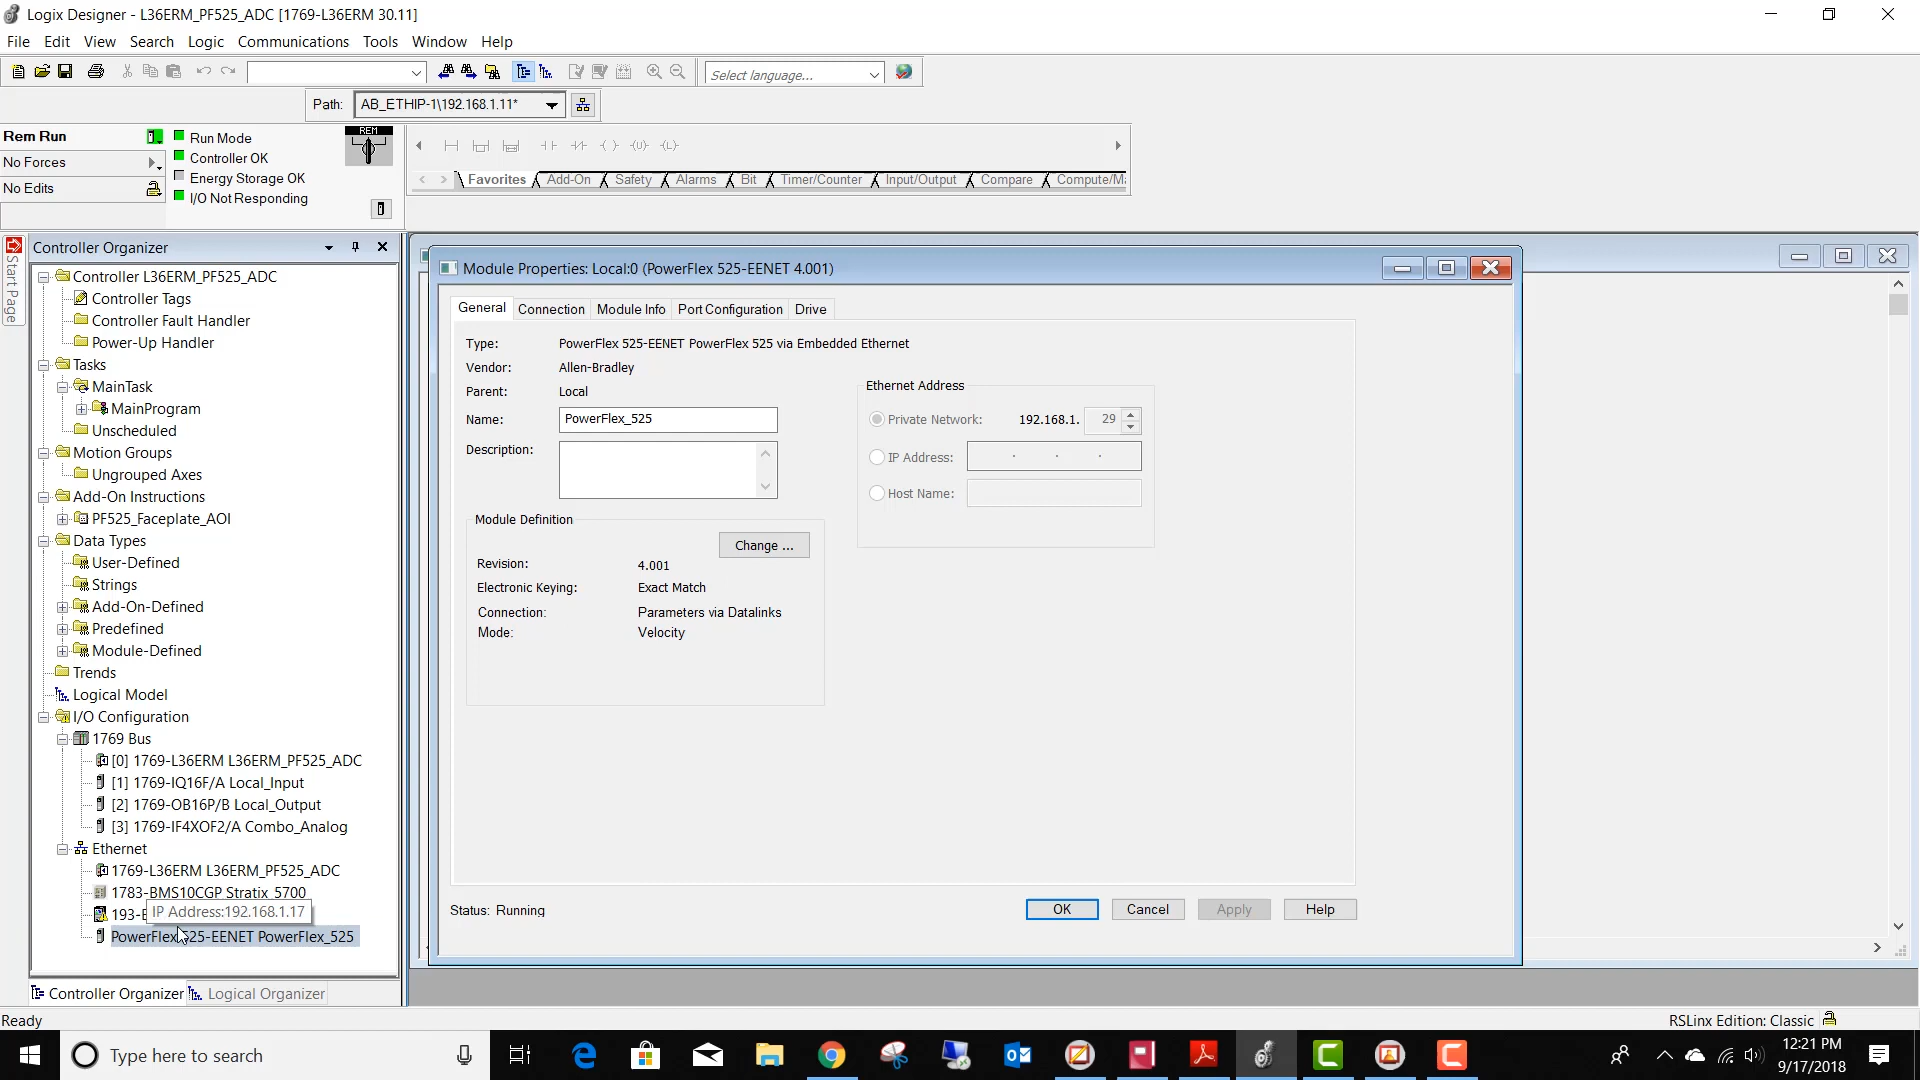 Logix Designer - L36ERM_PF525_ADC [1769-L36ERM 30.11]
File Edit View Search Logic Communications Tools Window Help
Select language...
Path: AB_ETHIP-1\192.168.1.11*
Rem Run
No Forces
No Edits
Run Mode
Controller OK
Energy Storage OK
I/O Not Responding
REM
Favorites Add-On Safety Alarms Bit Timer/Counter Input/Output Compare Compute/M
Start Page
Controller Organizer
Controller L36ERM_PF525_ADC
Controller Tags
Controller Fault Handler
Power-Up Handler
Tasks
MainTask
MainProgram
Unscheduled
Motion Groups
Ungrouped Axes
Add-On Instructions
PF525_Faceplate_AOI
Data Types
User-Defined
Strings
Add-On-Defined
Predefined
Module-Defined
Trends
Logical Model
I/O Configuration
1769 Bus
[0] 1769-L36ERM L36ERM_PF525_ADC
[1] 1769-IQ16F/A Local_Input
[2] 1769-OB16P/B Local_Output
[3] 1769-IF4XOF2/A Combo_Analog
Ethernet
1769-L36ERM L36ERM_PF525_ADC
1783-BMS10CGP Stratix_5700
193-E
IP Address:192.168.1.17
PowerFlex 525-EENET PowerFlex_525
Controller Organizer Logical Organizer
Module Properties: Local:0 (PowerFlex 525-EENET 4.001)
General Connection Module Info Port Configuration Drive
Type: PowerFlex 525-EENET PowerFlex 525 via Embedded Ethernet
Vendor: Allen-Bradley
Parent: Local
Name: PowerFlex_525
Description:
Ethernet Address
Private Network: 192.168.1. 29
IP Address: . . .
Host Name:
Module Definition
Change ...
Revision: 4.001
Electronic Keying: Exact Match
Connection: Parameters via Datalinks
Mode: Velocity
Status: Running
OK Cancel Apply Help
Ready
RSLinx Edition: Classic
Type here to search
12:21 PM
9/17/2018